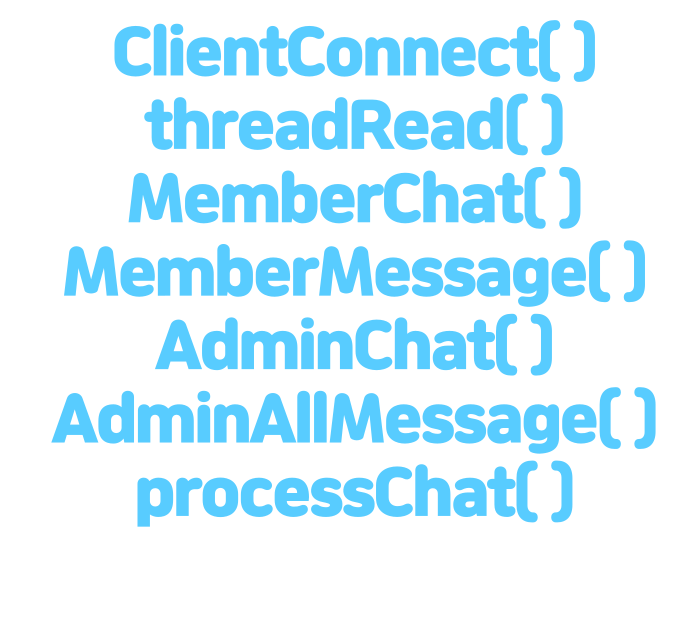 ClientConnect( )
threadRead( )
MemberChat( )
MemberMessage( )
AdminChat( )
AdminAllMessage( )
processChat( )